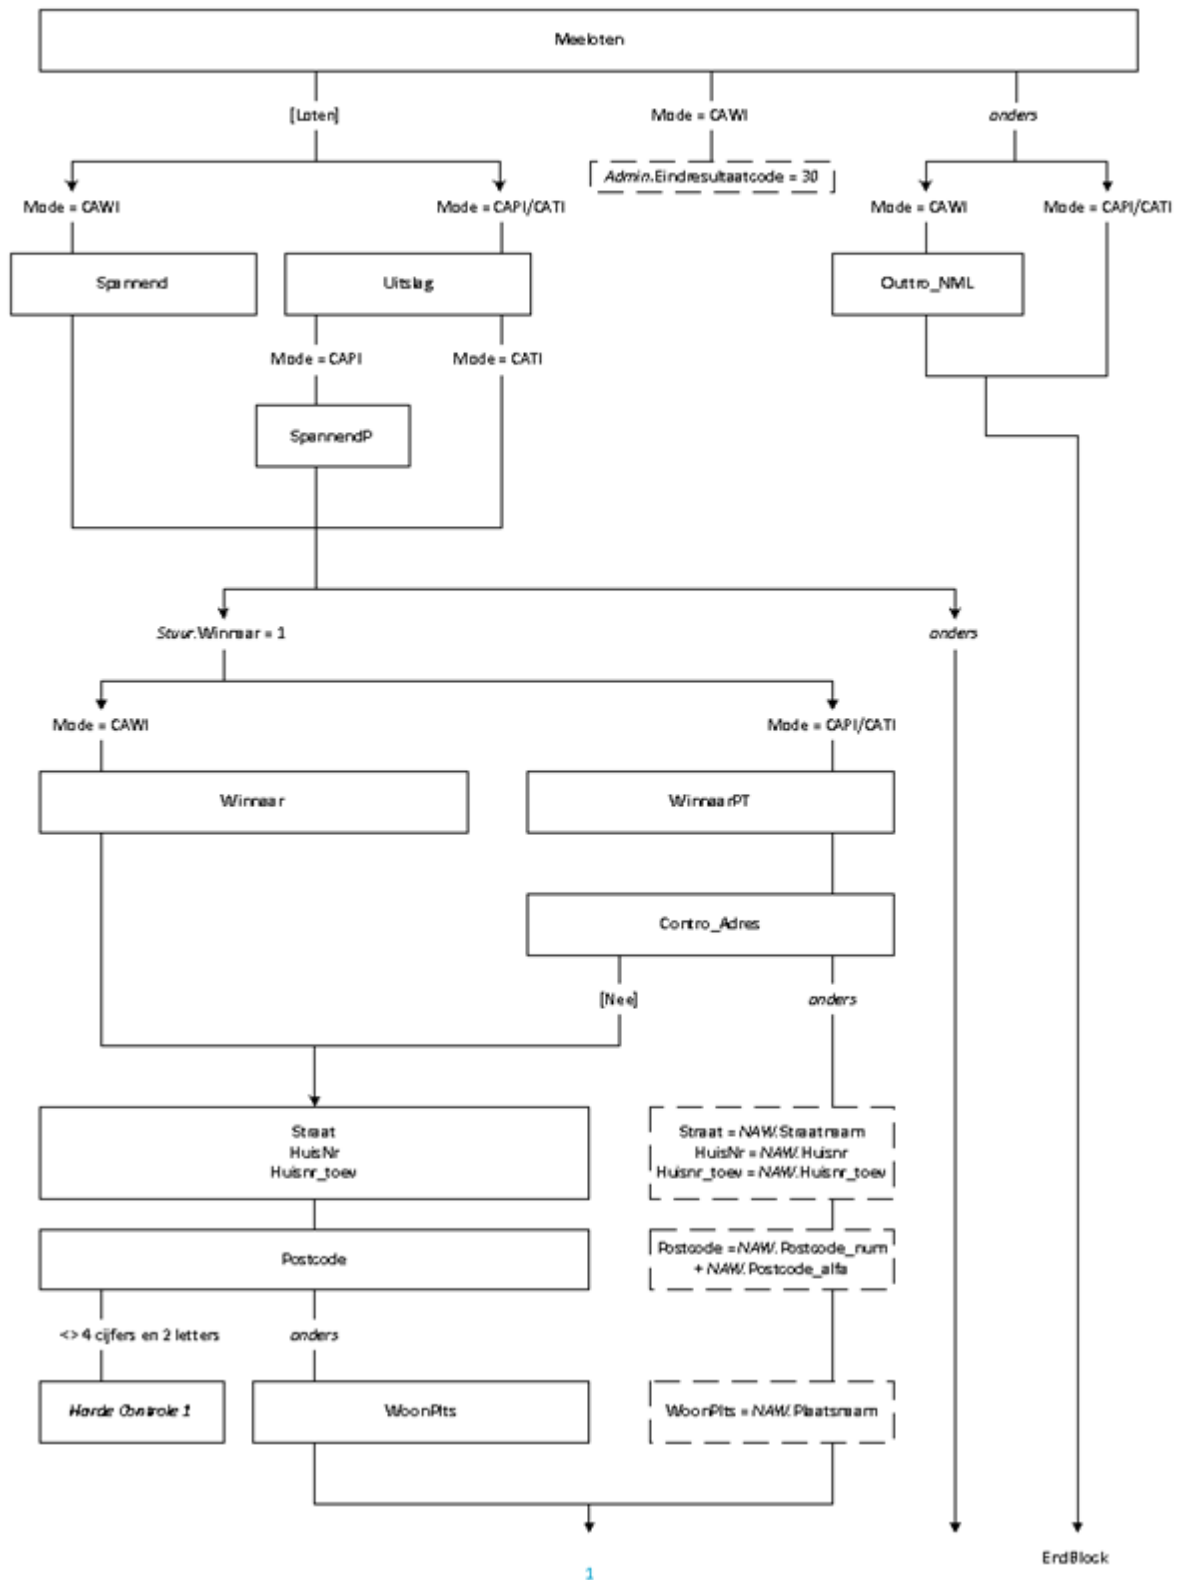 Meeloten
[Loten]
Mode = CAWI
anders
Admin.Eindresultaatcode = 30
Mode = CAWI
Mode = CAPI/CATI
Mode = CAWI
Mode = CAPI/CATI
Spannend
Uitslag
Outtro_NML
Mode = CAPI
Mode = CATI
SpannendP
Stuur.Winnaar = 1
anders
Mode = CAWI
Mode = CAPI/CATI
Winnaar
WinnaarPT
Contro_Adres
[Nee]
anders
Straat
HuisNr
Huisnr_toev
Straat = NAW.Straatnaam
HuisNr = NAW.Huisnr
Huisnr_toev = NAW.Huisnr_toev
Postcode
Postcode = NAW.Postcode_num
+ NAW.Postcode_alfa
<> 4 cijfers en 2 letters
anders
Harde Controle 1
WoonPlts
WoonPlts = NAW.Plaatsnaam
EndBlock
1